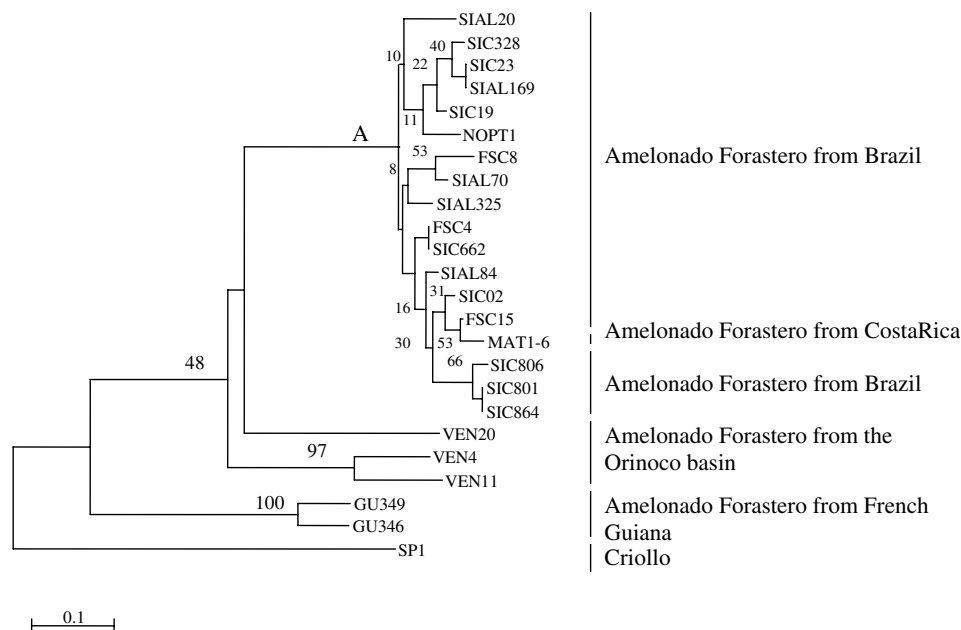 SIAL20
SIC328
40
10
22
SIC23
SIAL169
SIC19
11
NOPT1
A
53
FSC8
Amelonado Forastero from Brazil
8
SIAL70
SIAL325
FSC4
SIC662
SIAL84
31
SIC02
16
FSC15
Amelonado Forastero from CostaRica
30
53
MAT1-6
66
SIC806
48
SIC801
Amelonado Forastero from Brazil
SIC864
VEN20
Amelonado Forastero from the
97
VEN4
Orinoco basin
VEN11
100
GU349
Amelonado Forastero from French
GU346
Guiana
SP1
Criollo
0.1